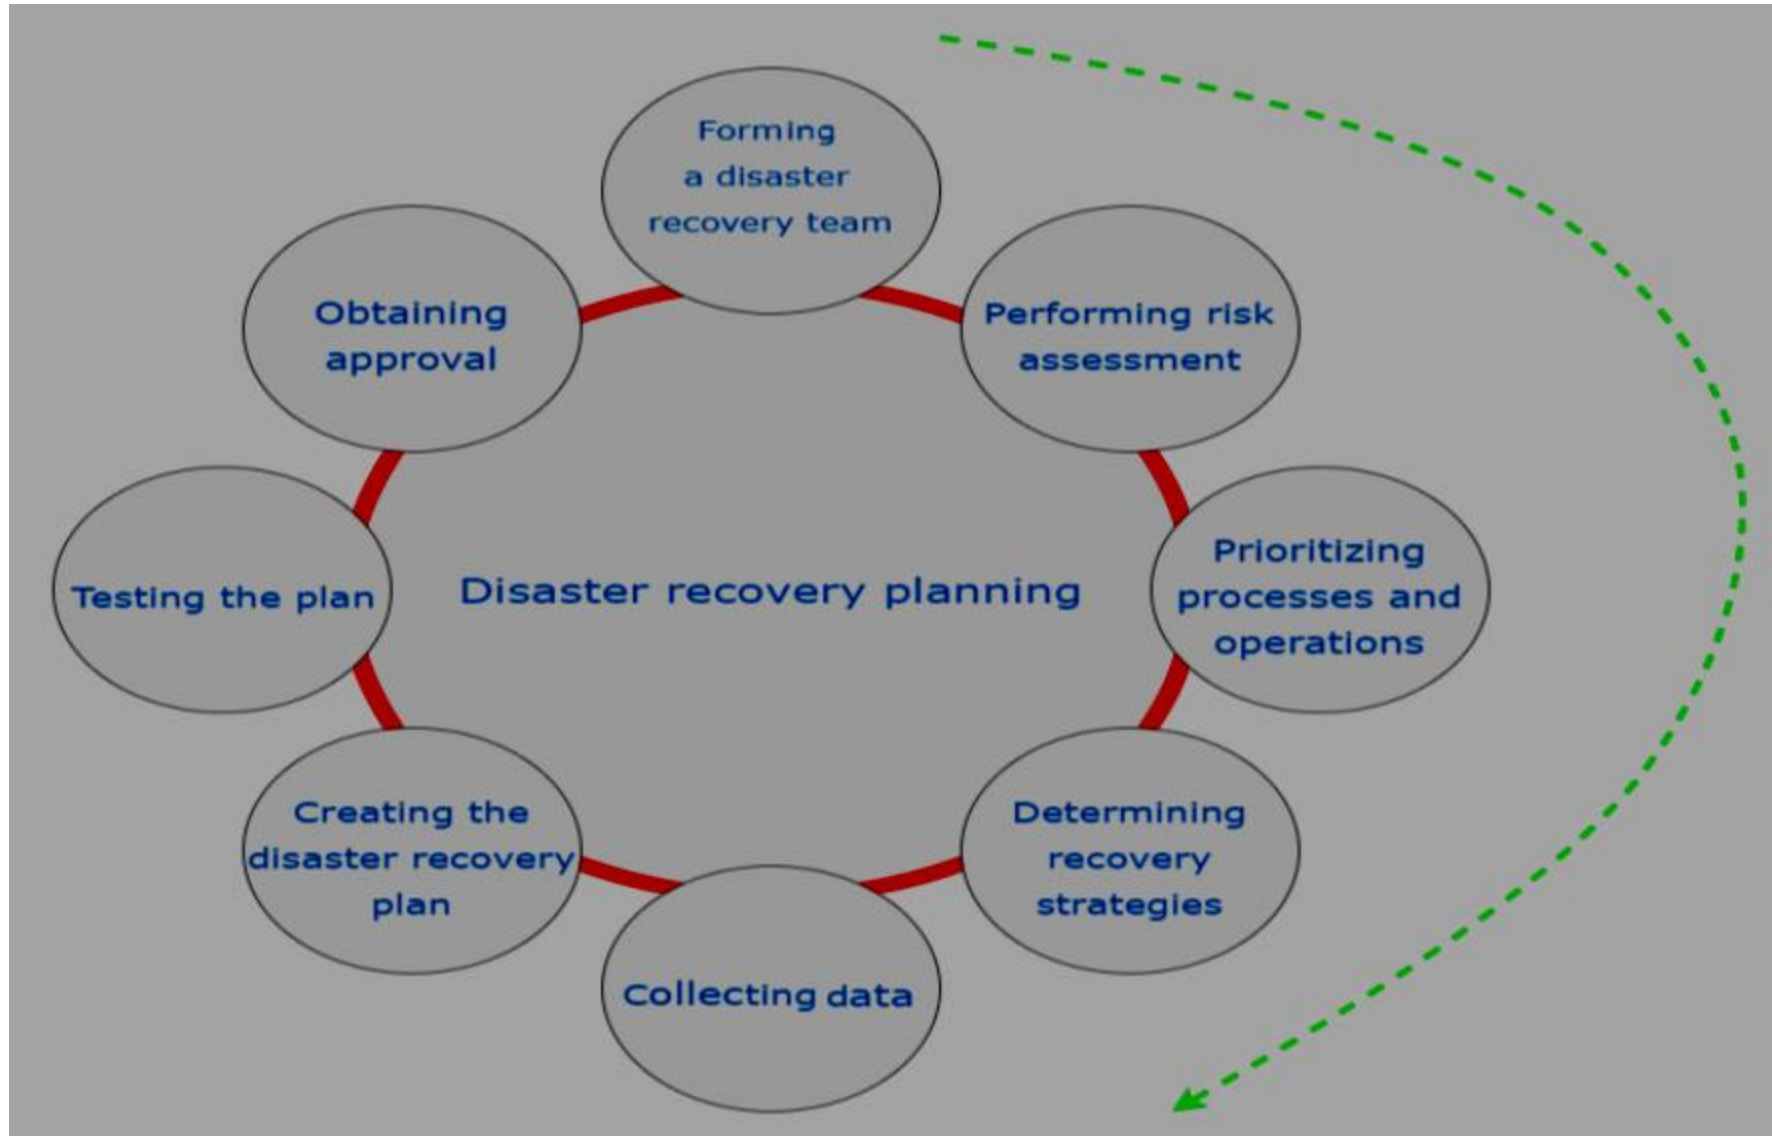 Forming
a disaster
recovery team
Performing risk
assessment
Prioritizing
processes and
operations
Determining
recovery
strategies
Collecting data
Creating the
disaster recovery
plan
Testing the plan
Obtaining
approval
Disaster recovery planning